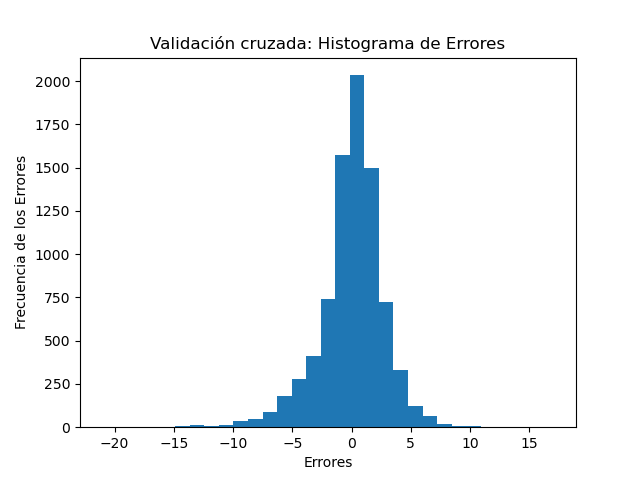 Validación cruzada: Histograma de Errores
Frecuencia de los Errores
2000
1750
1500
1250
1000
750
500
250
0
−20 −15 −10 −5 0 5 10 15
Errores